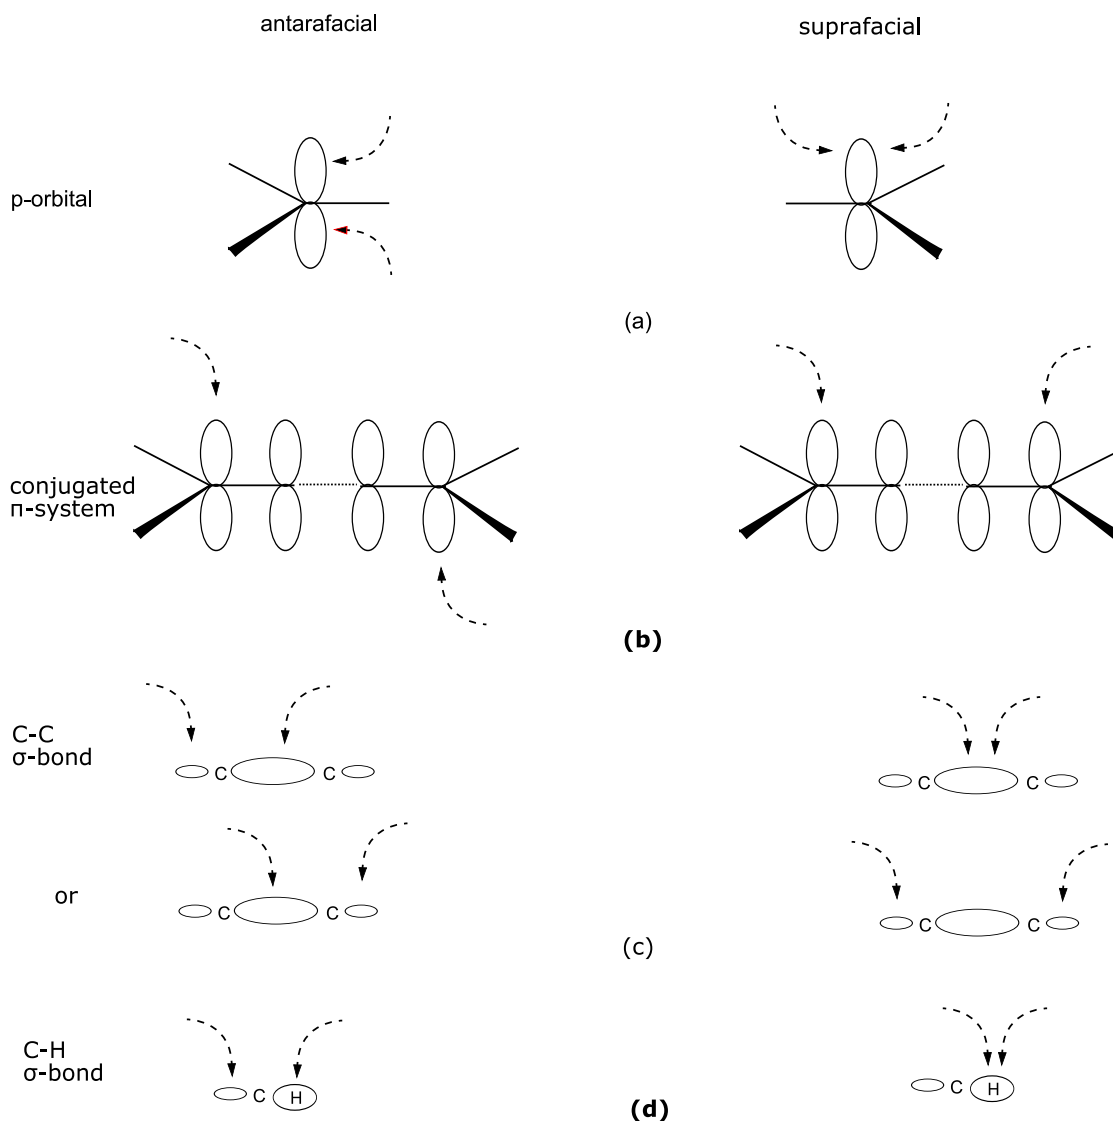 antarafacial
suprafacial
p-orbital
(a)
conjugated
π-system
(b)
C-C
σ-bond
C C
C C
or
C C
C C
(c)
C-H
σ-bond
C H
C H
(d)